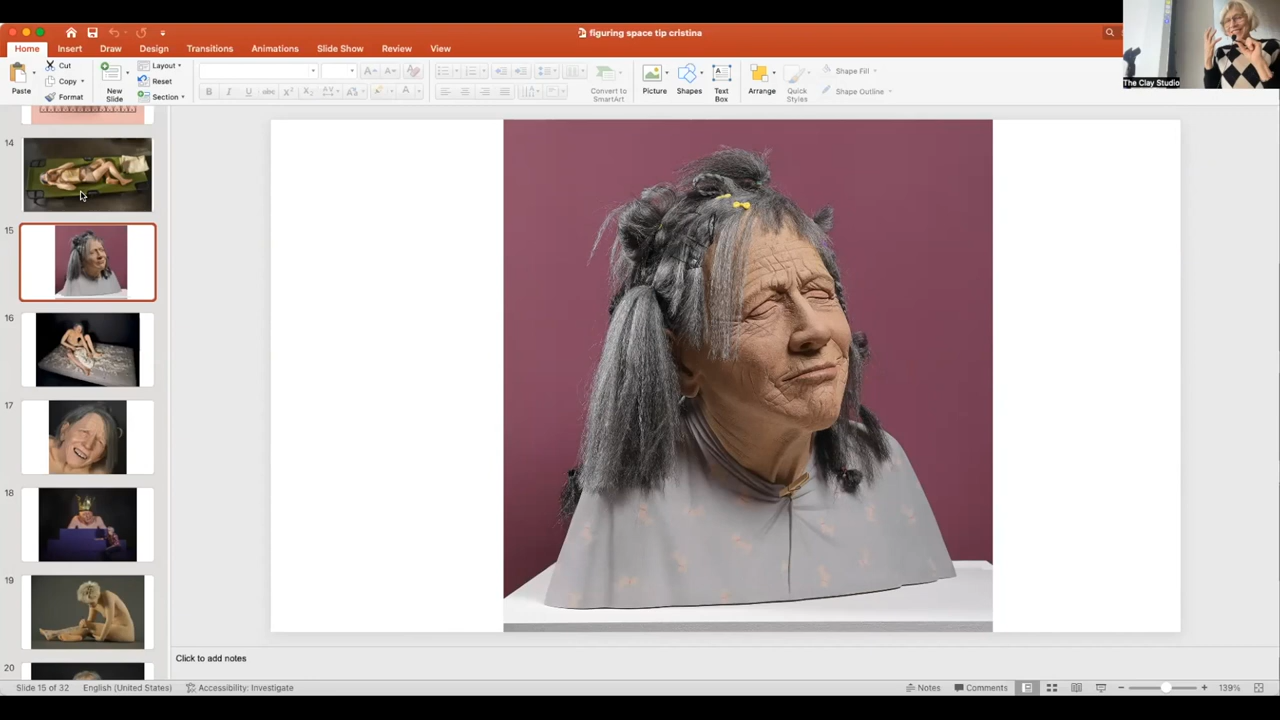 figuring space tip cristina
Home Insert Draw Design Transitions Animations Slide Show Review View
The Clay Studio
Paste
Cut
Copy
Format
New Slide
Layout
Reset
Section
B I U abc
Convert to SmartArt
Picture
Shapes
Text Box
Arrange
Quick Styles
Shape Fill
Shape Outline
14
15
16
17
18
19
20
Click to add notes
Slide 15 of 32 English (United States) Accessibility: Investigate Notes Comments 139%